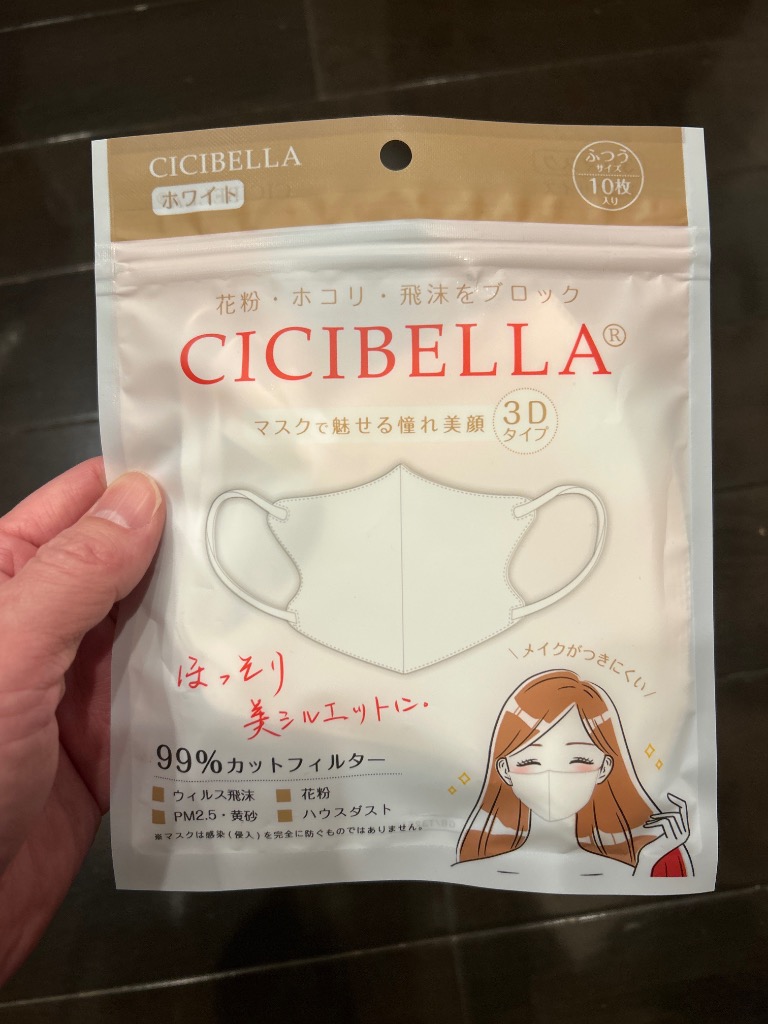 CICIBELLA
ホワイト
ふつう
サイズ
10枚
入り
花粉・ホコリ・飛沫をブロック
CICIBELLA®
マスクで魅せる憧れ美顔
3D
タイプ
\メイクがつきにくい/
ほっそり
美シルエットに。
99%カットフィルター
ウィルス飛沫 花粉
PM2.5・黄砂 ハウスダスト
※マスクは感染(侵入)を完全に防ぐものではありません。